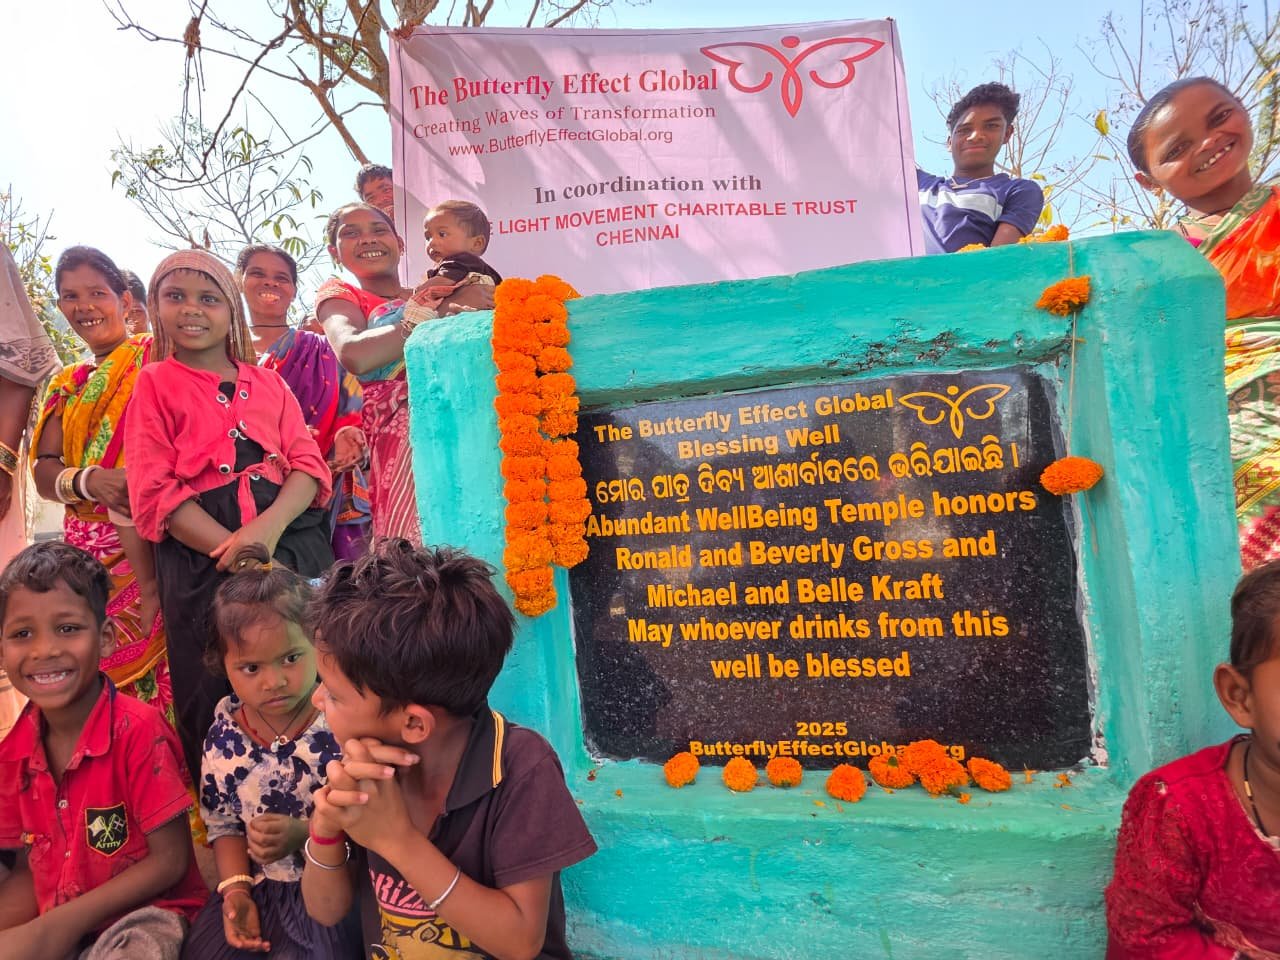 The Butterfly Effect Global
Creating Waves of Transformation
www.ButterflyEffectGlobal.org
In coordination with
LIGHT MOVEMENT CHARITABLE TRUST
CHENNAI
The Butterfly Effect Global
Blessing Well
ମୋର ପାତ୍ର ଦିବ୍ୟ ଆଶୀର୍ବାଦରେ ଭରିଯାଇଛି ।
Abundant WellBeing Temple honors
Ronald and Beverly Gross and
Michael and Belle Kraft
May whoever drinks from this
well be blessed
2025
ButterflyEffectGlobal.org
Army